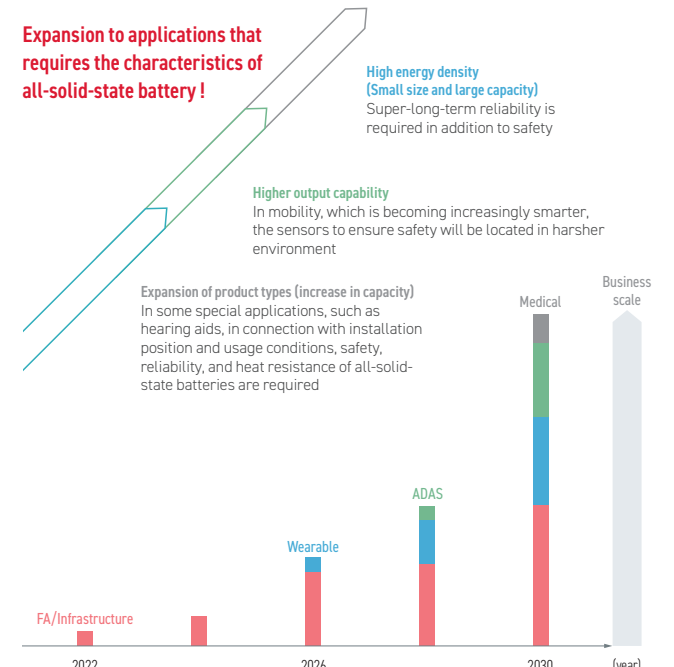 Expansion to applications that
requires the characteristics of
all-solid-state battery !
High energy density
(Small size and large capacity)
Super-long-term reliability is
required in addition to safety
Higher output capability
In mobility, which is becoming increasingly smarter,
the sensors to ensure safety will be located in harsher
environment
Expansion of product types (increase in capacity)
In some special applications, such as
hearing aids, in connection with installation
position and usage conditions, safety,
reliability, and heat resistance of all-solid-
state batteries are required
Business
scale
Medical
ADAS
Wearable
FA/Infrastructure
2022
2026
2030
(year)